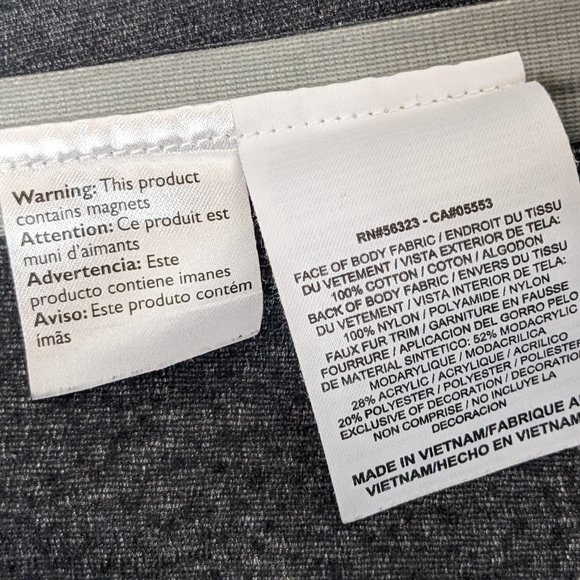 Warning: This product
contains magnets
Attention: Ce produit est
muni d'aimants
Advertencia: Este
producto contiene imanes
Aviso: Este produto contém
imãs
RN#56323 - CA#05553
FACE OF BODY FABRIC / ENDROIT DU TISSU
DU VETEMENT / VISTA EXTERIOR DE TELA:
100% COTTON / COTON / ALGODON
BACK OF BODY FABRIC / ENVERS DU TISSU
DU VETEMENT / VISTA INTERIOR DE TELA:
100% NYLON / POLYAMIDE / NYLON
FAUX FUR TRIM / GARNITURE EN FAUSSE
FOURRURE / APLICACION DEL GORRO PELO
DE MATERIAL SINTETICO: 52% MODACRYLIC
MODARYLIQUE / MODACRILICA
28% ACRYLIC / ACRYLIQUE / ACRILICO
20% POLYESTER / POLYESTER / POLIESTER
EXCLUSIVE OF DECORATION / DECORATION
NON COMPRISE / NO INCLUYE LA
DECORACION
MADE IN VIETNAM/FABRIQUE A
VIETNAM/HECHO EN VIETNAM